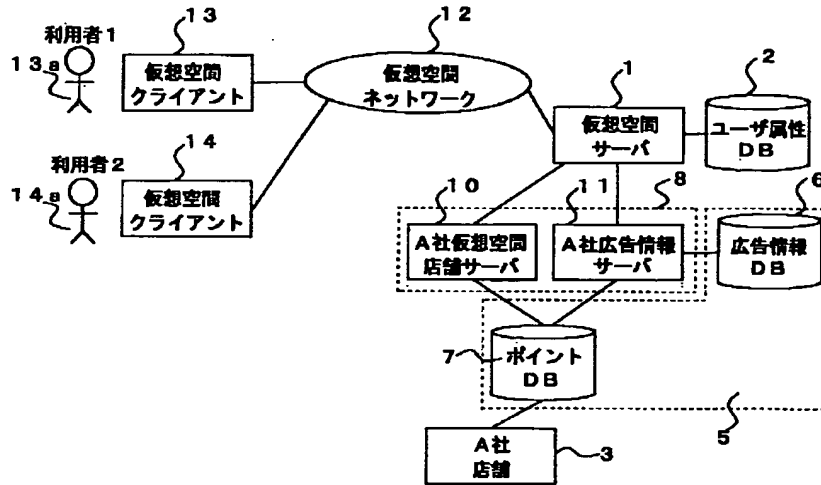 利用者1
13
12
13a
仮想空間
クライアント
仮想空間
ネットワーク
1
2
仮想空間
サーバ
ユーザ属性
DB
利用者2
14
14a
仮想空間
クライアント
10
11
8
6
A社仮想空間
店舗サーバ
A社広告情報
サーバ
広告情報
DB
7
ポイント
DB
5
A社
店舗
3